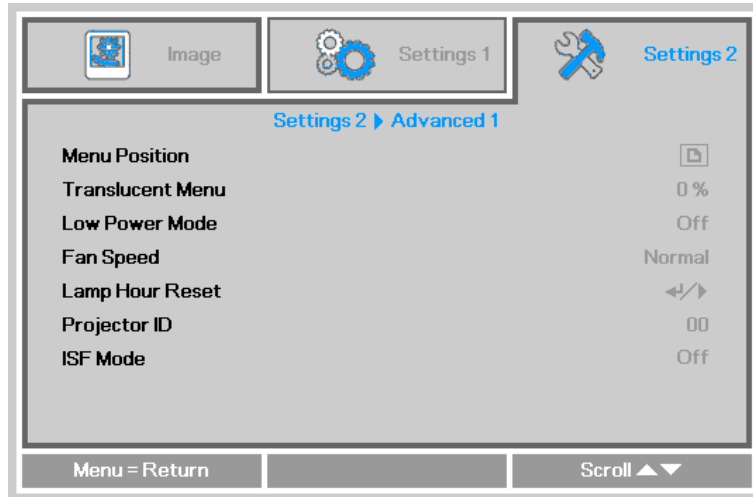 Image
Settings 1
Settings 2
Settings 2 Advanced 1
Menu Position
Translucent Menu 0 %
Low Power Mode Off
Fan Speed Normal
Lamp Hour Reset
Projector ID 00
ISF Mode Off
Menu = Return Scroll